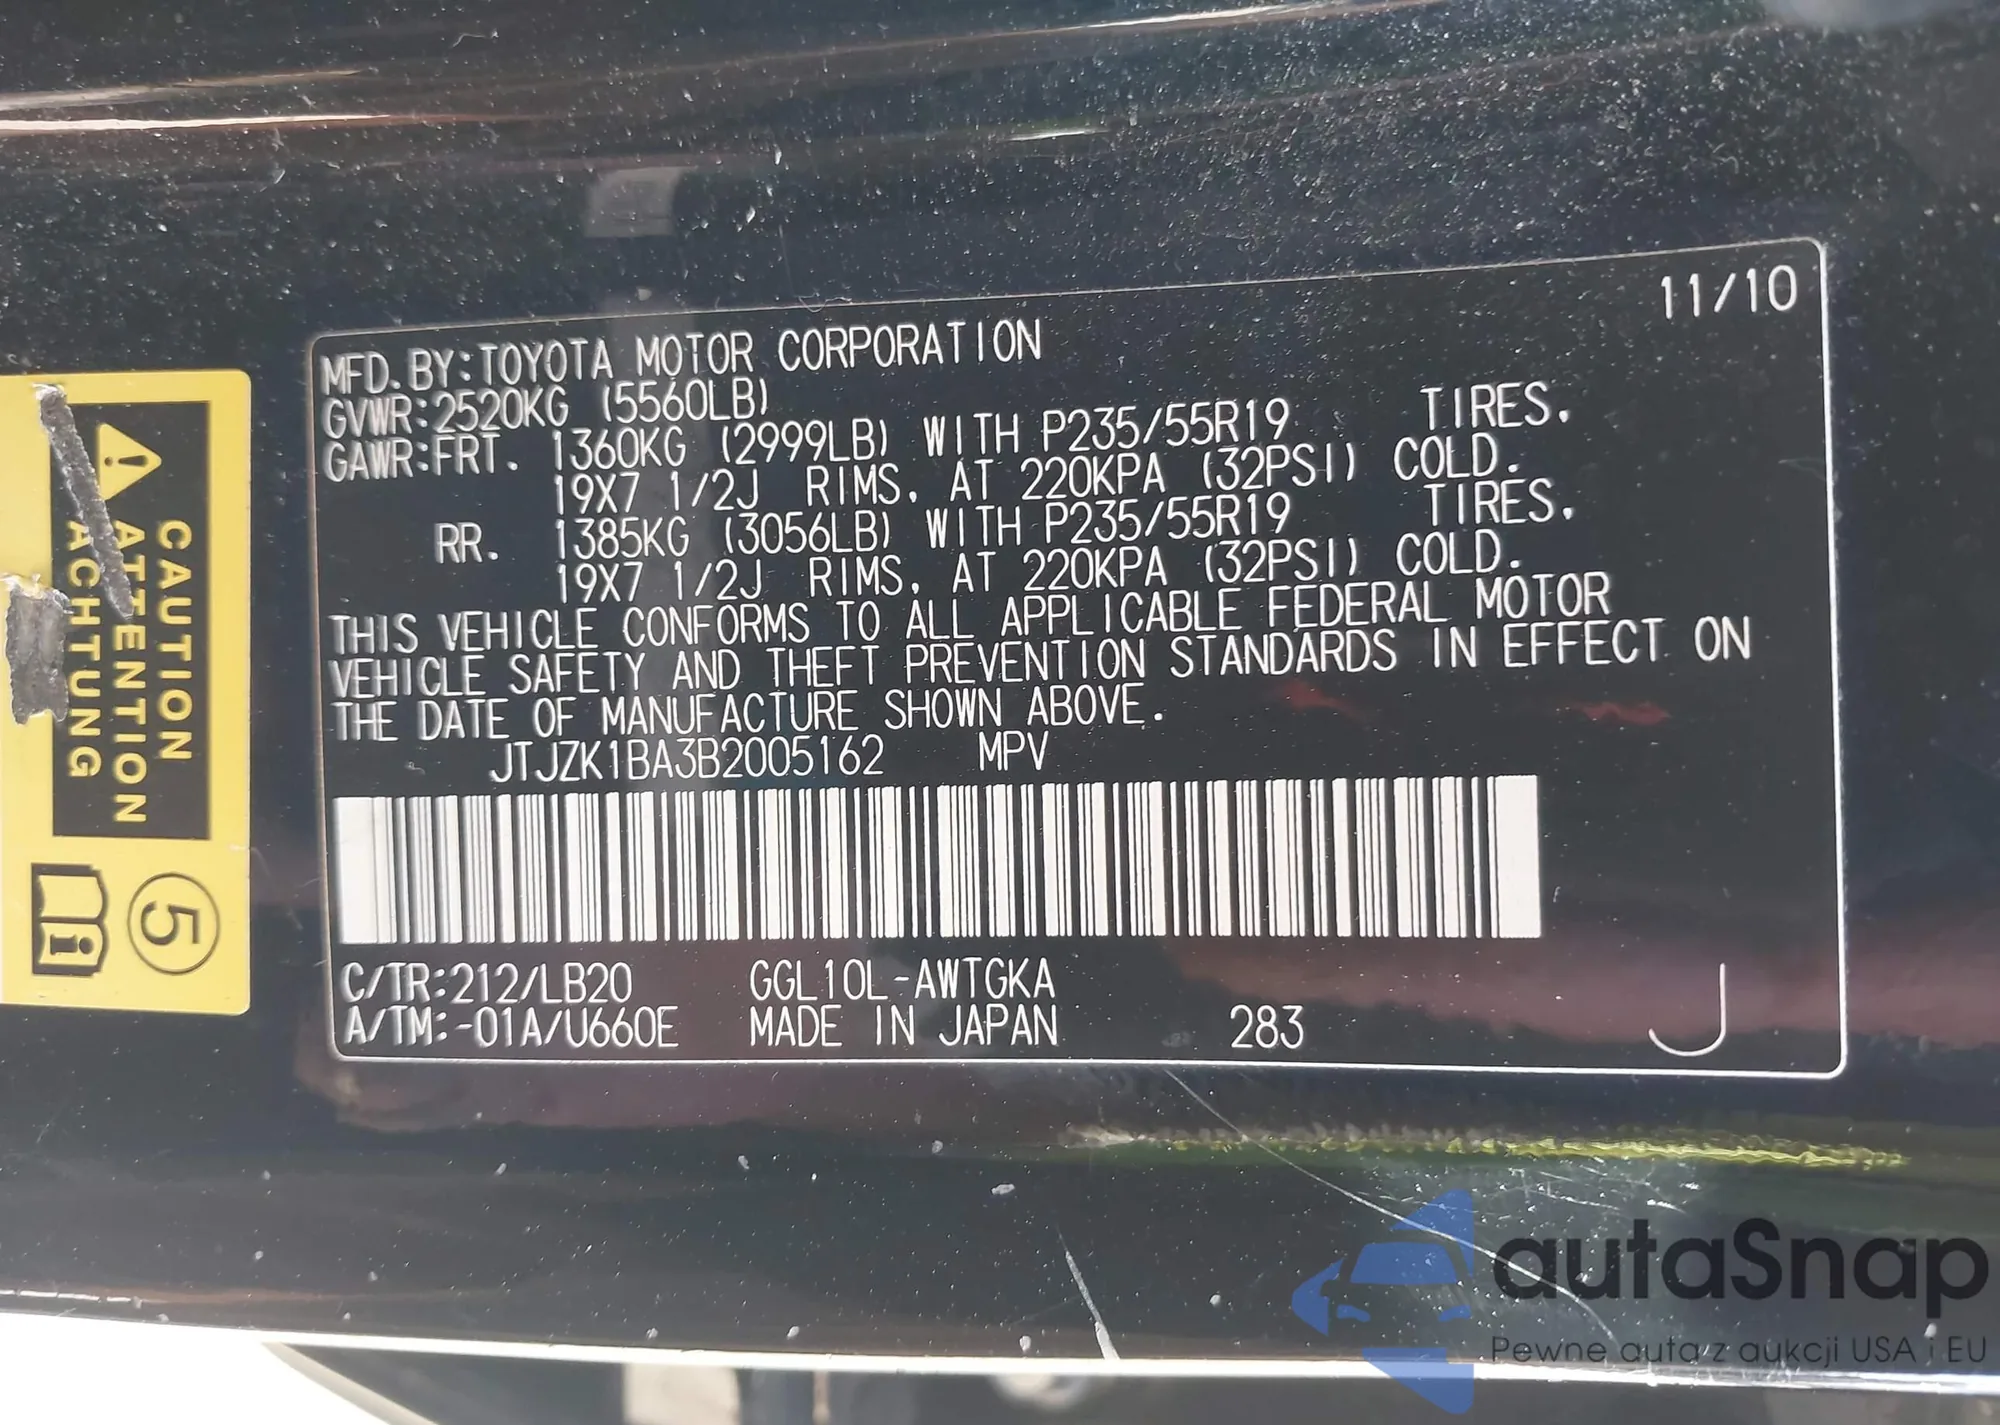 11/10
MFD. BY: TOYOTA MOTOR CORPORATION
GVWR: 2520KG (5560LB)
GAWR: FRT. 1360KG (2999LB) WITH P235/55R19 TIRES.
19X7 1/2J RIMS, AT 220KPA (32PSI) COLD.
RR. 1385KG (3056LB) WITH P235/55R19 TIRES.
19X7 1/2J RIMS, AT 220KPA (32PSI) COLD.
THIS VEHICLE CONFORMS TO ALL APPLICABLE FEDERAL MOTOR
VEHICLE SAFETY AND THEFT PREVENTION STANDARDS IN EFFECT ON
THE DATE OF MANUFACTURE SHOWN ABOVE.
JTJZK1BA3B2005162 MPV
C/TR: 212/LB20 GGL10L-AWTGKA
A/TM: -01A/U660E MADE IN JAPAN 283 J
CAUTION
ATTENTION
ACHTUNG
5
autaSnap
Pewne auta z aukcji USA i EU